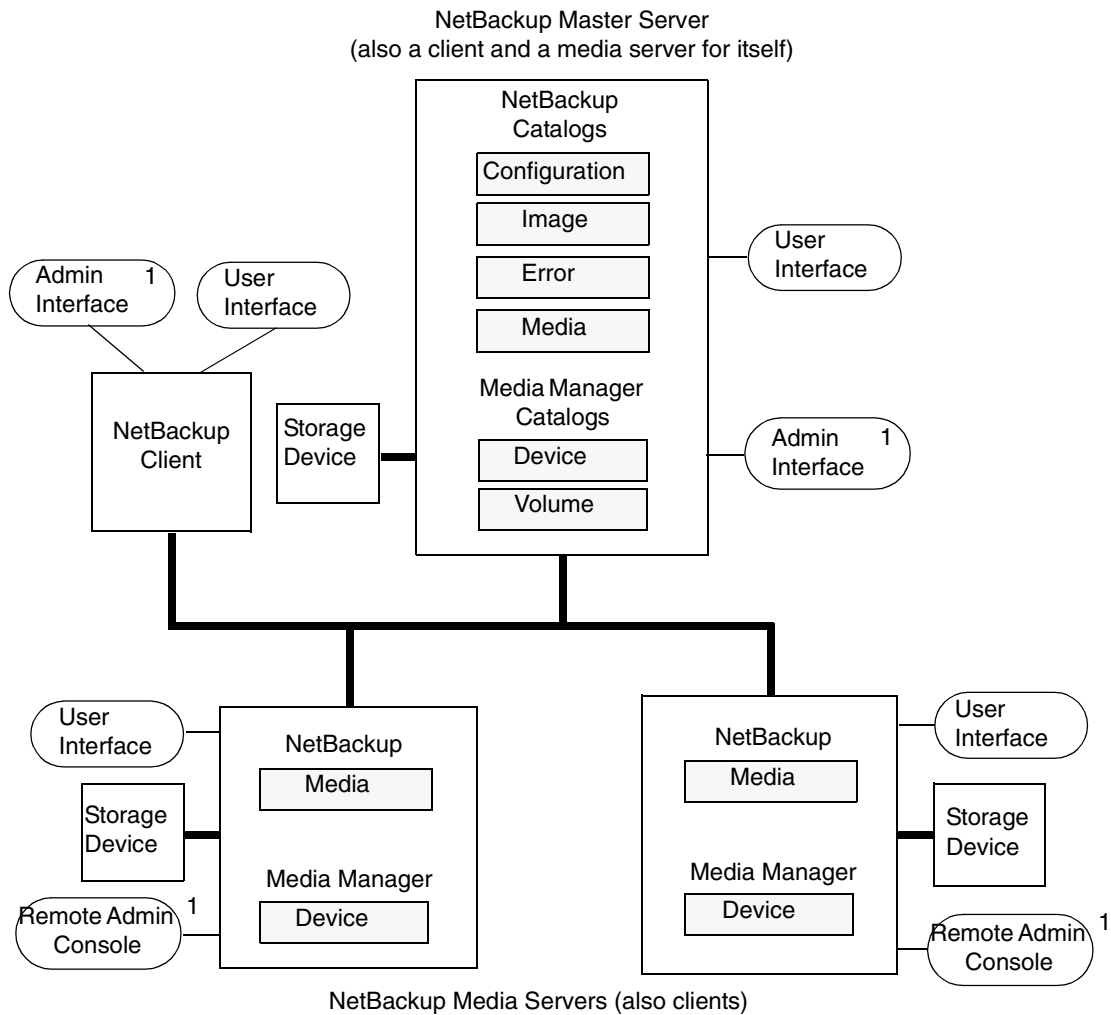 NetBackup Master Server
(also a client and a media server for itself)
NetBackup
Catalogs
Configuration
Image
Error
Media
Media Manager
Catalogs
Device
Volume
User
Interface
Admin 1
Interface
Admin 1
Interface
User
Interface
NetBackup
Client
Storage
Device
User
Interface
Storage
Device
Remote Admin 1
Console
NetBackup
Media
Media Manager
Device
NetBackup
Media
Media Manager
Device
User
Interface
Storage
Device
Remote Admin 1
Console
NetBackup Media Servers (also clients)